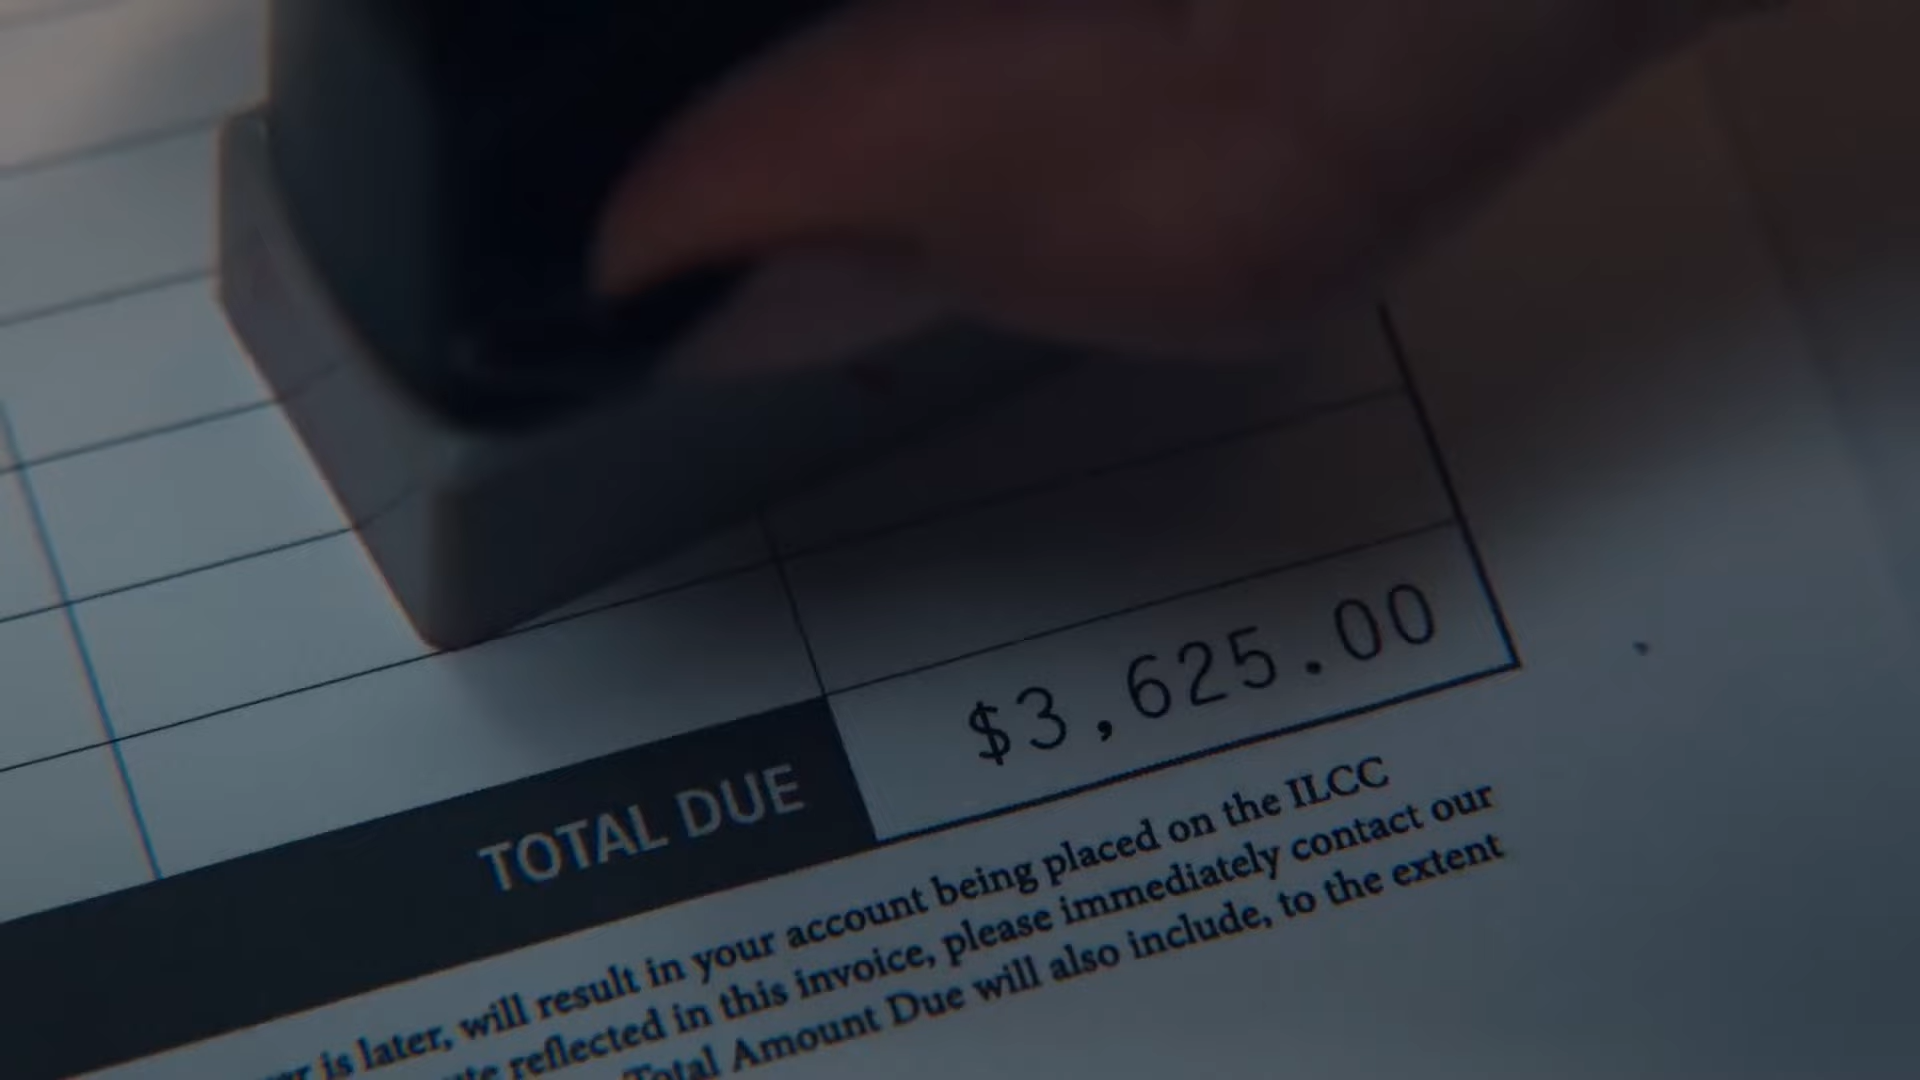 $3,625.00
TOTAL DUE
is later, will result in your account being placed on the ILCC
reflected in this invoice, please immediately contact our
Total Amount Due will also include, to the extent